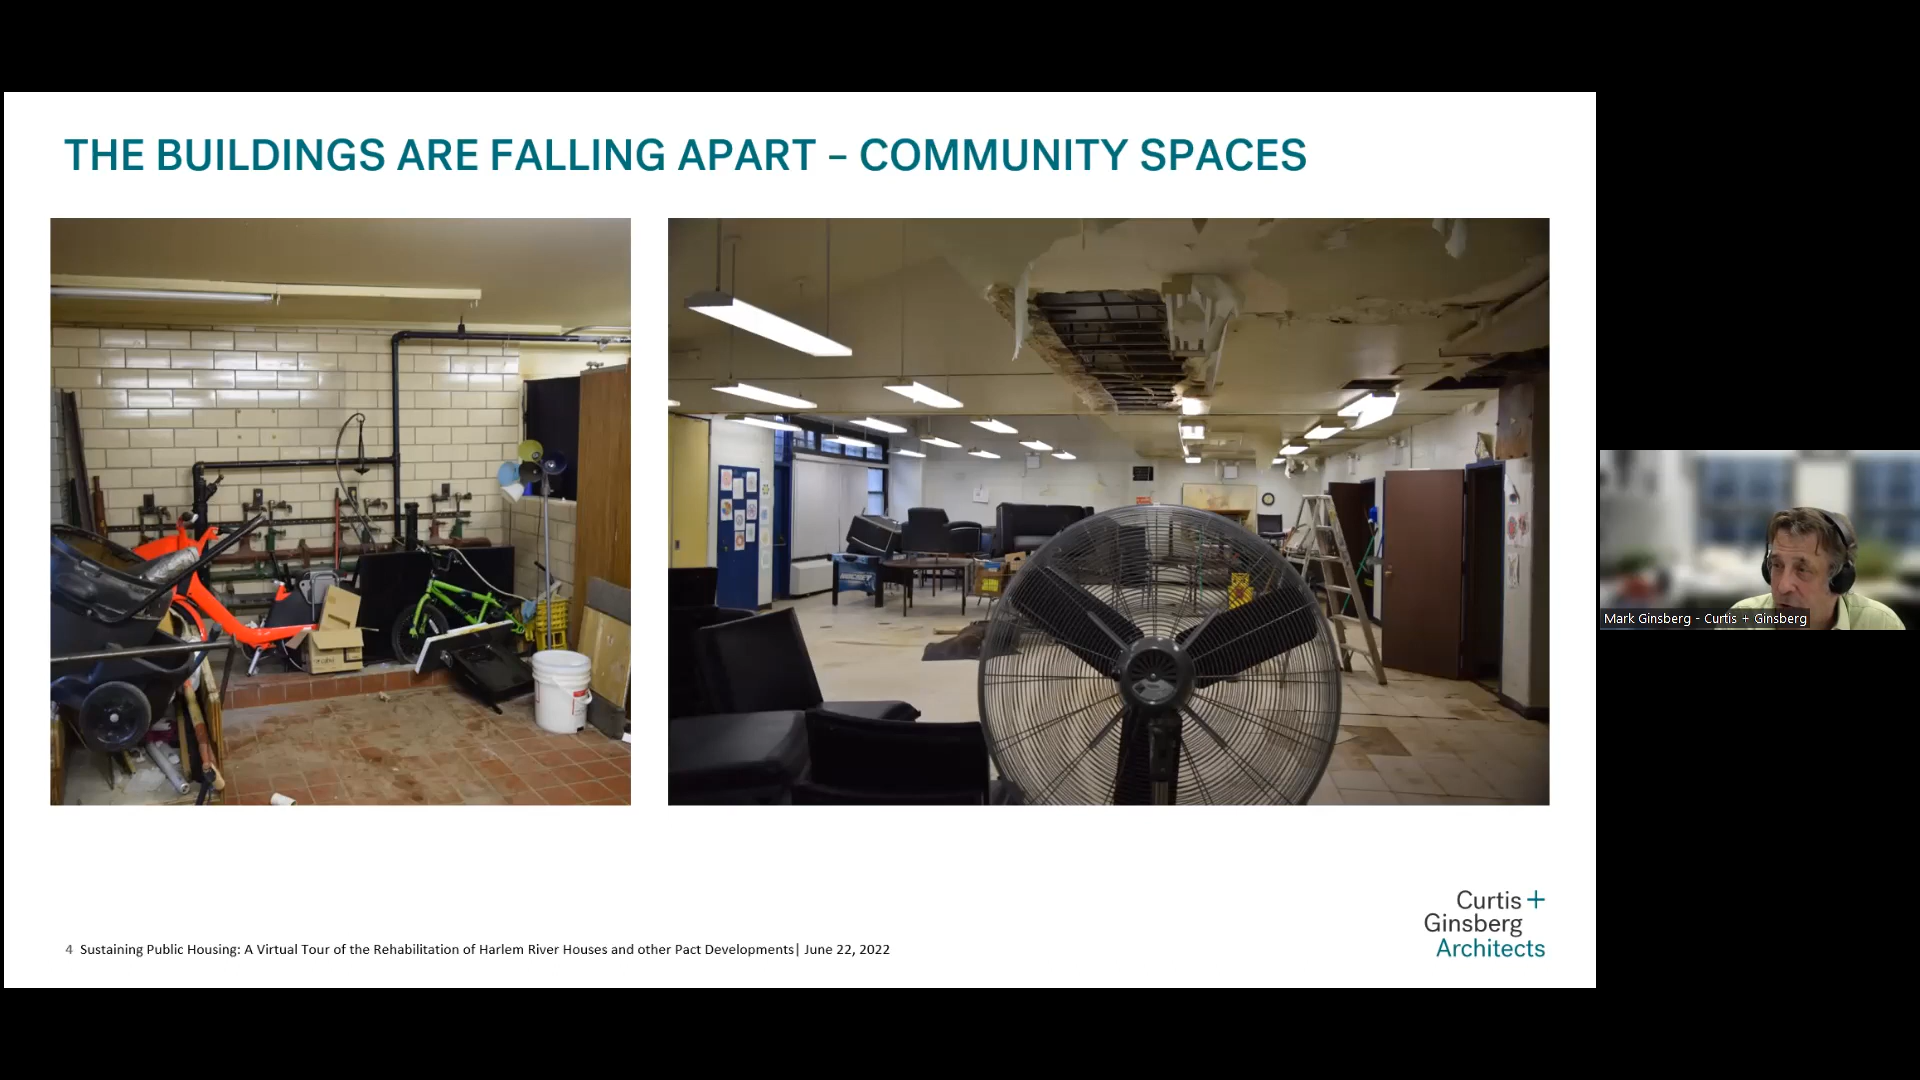 THE BUILDINGS ARE FALLING APART – COMMUNITY SPACES
Mark Ginsberg - Curtis + Ginsberg
Curtis +
Ginsberg
Architects
4 Sustaining Public Housing: A Virtual Tour of the Rehabilitation of Harlem River Houses and other Pact Developments| June 22, 2022